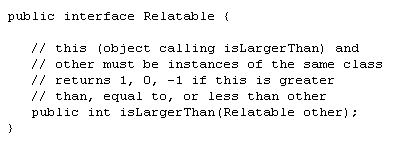 public interface Relatable {
// this (object calling isLargerThan) and
// other must be instances of the same class
// returns 1, 0, -1 if this is greater
// than, equal to, or less than other
public int isLargerThan(Relatable other);
}